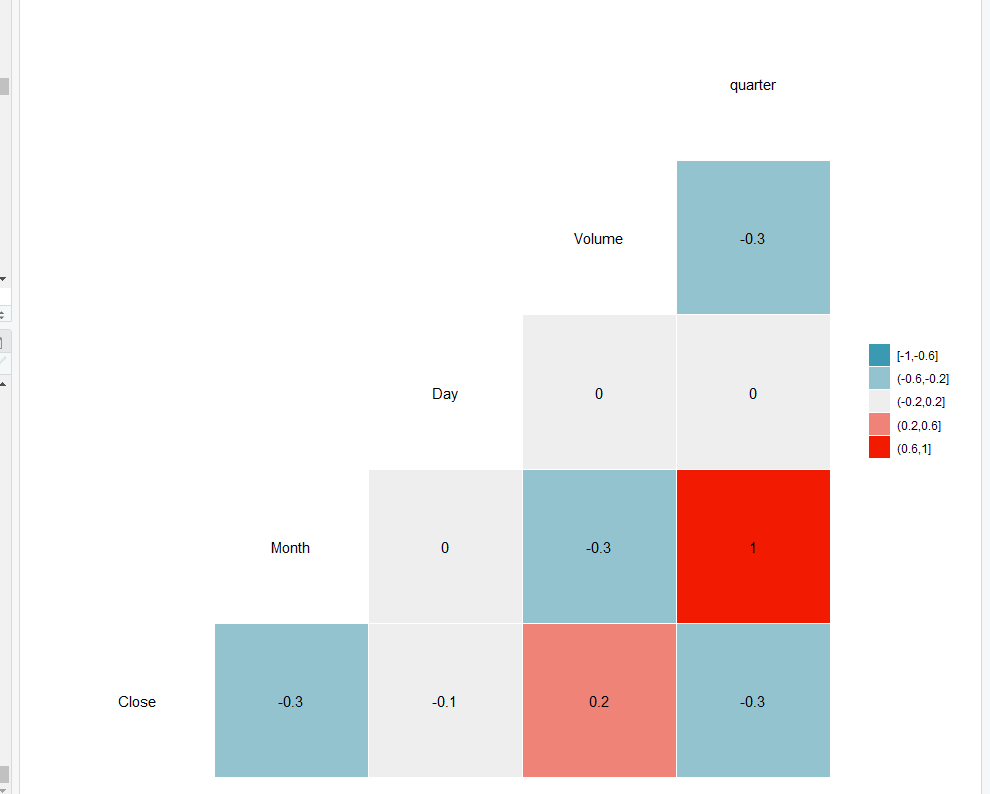 quarter
Volume -0.3
Day 0 0
Month 0 -0.3 1
Close -0.3 -0.1 0.2 -0.3
[-1,-0.6]
(-0.6,-0.2]
(-0.2,0.2]
(0.2,0.6]
(0.6,1]